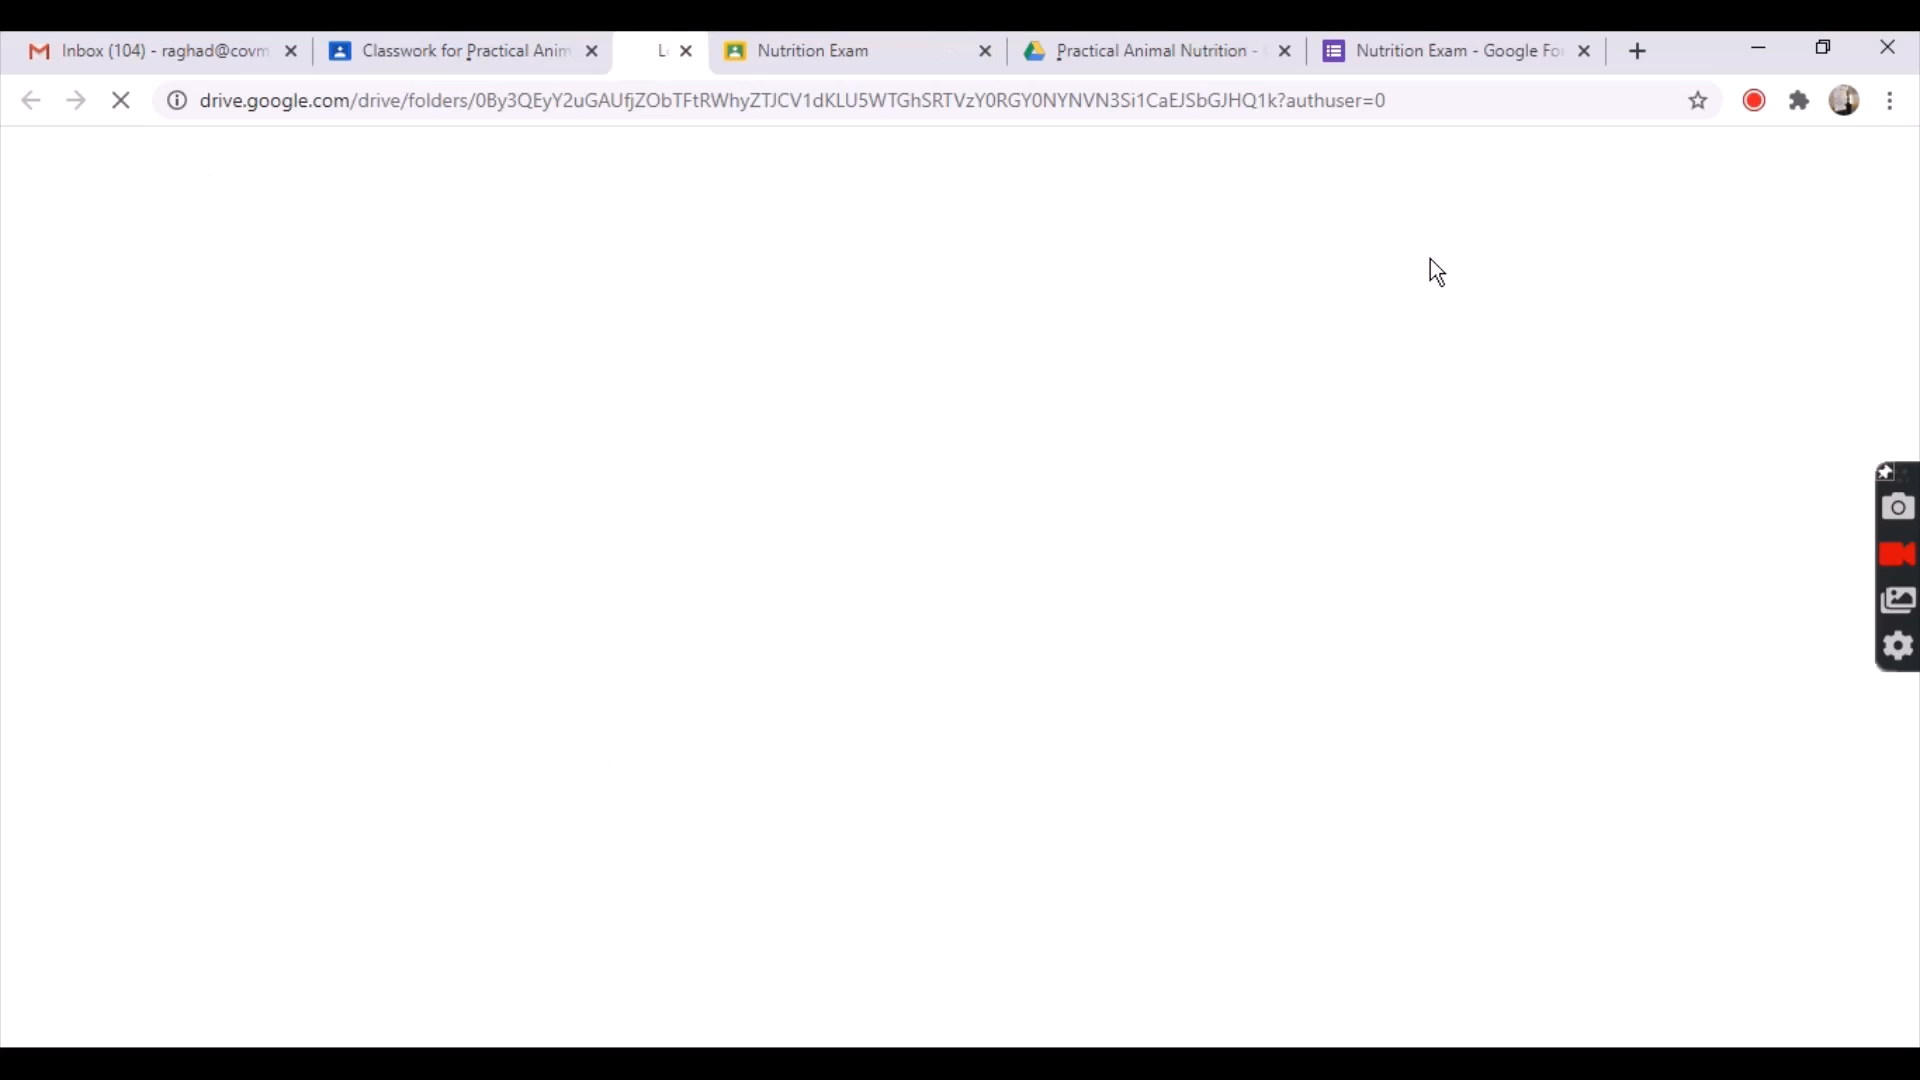 Inbox (104) - raghad@covm
Classwork for Practical Anim
Nutrition Exam
Practical Animal Nutrition -
Nutrition Exam - Google Fo
drive.google.com/drive/folders/0By3QEyY2uGAUfjZObTFtRWhyZTJCV1dKLU5WTGhSRTVzY0RGY0NYNVN3Si1CaEJSbGJHQ1k?authuser=0